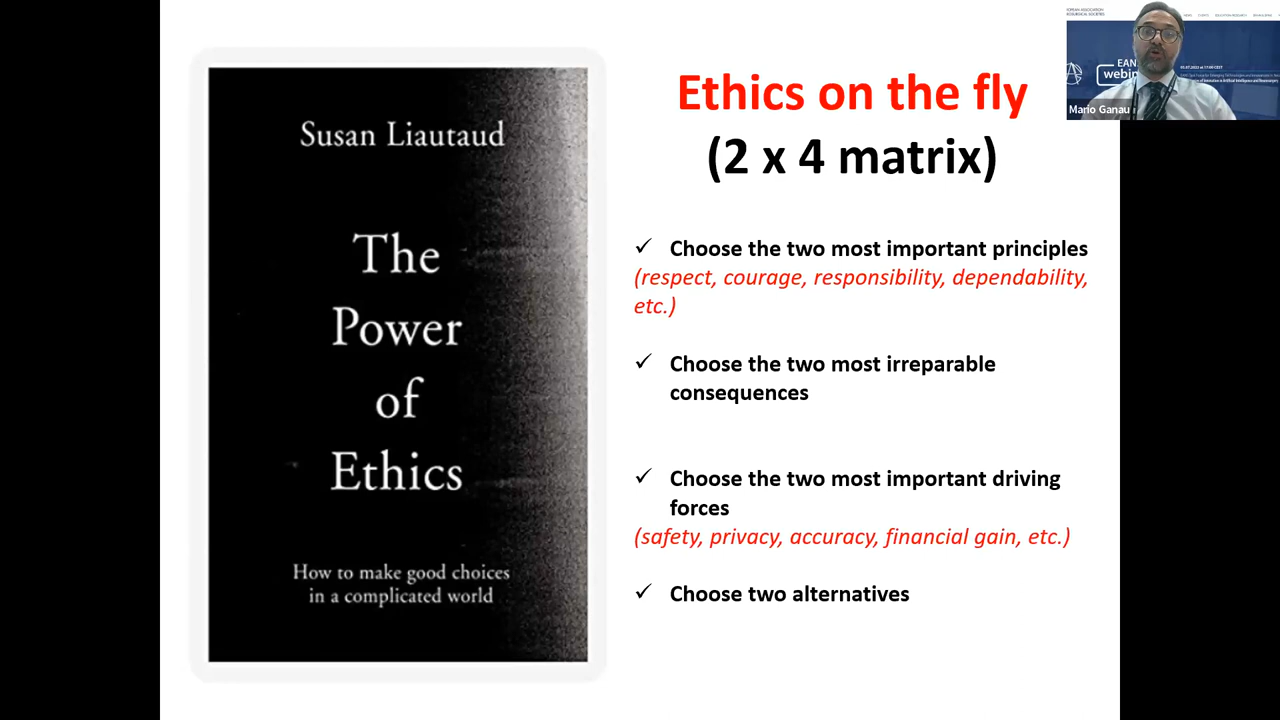 Susan Liautaud
The
Power
of
Ethics
How to make good choices
in a complicated world
Ethics on the fly
(2 x 4 matrix)
✓ Choose the two most important principles
(respect, courage, responsibility, dependability,
etc.)
✓ Choose the two most irreparable
consequences
✓ Choose the two most important driving
forces
(safety, privacy, accuracy, financial gain, etc.)
✓ Choose two alternatives
EAN
webin
Mario Ganau